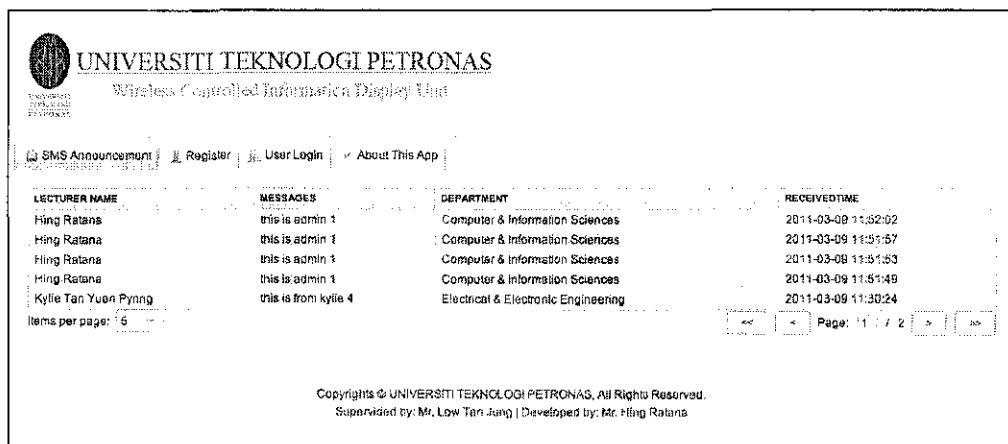 UNIVERSITI TEKNOLOGI PETRONAS
Wireless Controlled Information Display Unit
UNIVERSITI
TEKNOLOGI
PETRONAS
SMS Announcement Register User Login About This App
LECTURER NAME MESSAGES DEPARTMENT RECEIVEDTIME
Hing Ratana this is admin 1 Computer & Information Sciences 2011-03-09 11:52:02
Hing Ratana this is admin 1 Computer & Information Sciences 2011-03-09 11:51:57
Hing Ratana this is admin 1 Computer & Information Sciences 2011-03-09 11:51:53
Hing Ratana this is admin 1 Computer & Information Sciences 2011-03-09 11:51:49
Kylie Tan Yuen Pynng this is from kylie 4 Electrical & Electronic Engineering 2011-03-09 11:30:24
Items per page: 5 << < Page: 1 / 2 > >>
Copyrights © UNIVERSITI TEKNOLOGI PETRONAS, All Rights Reserved.
Supervised by: Mr. Low Tan Jung | Developed by: Mr. Hing Ratana